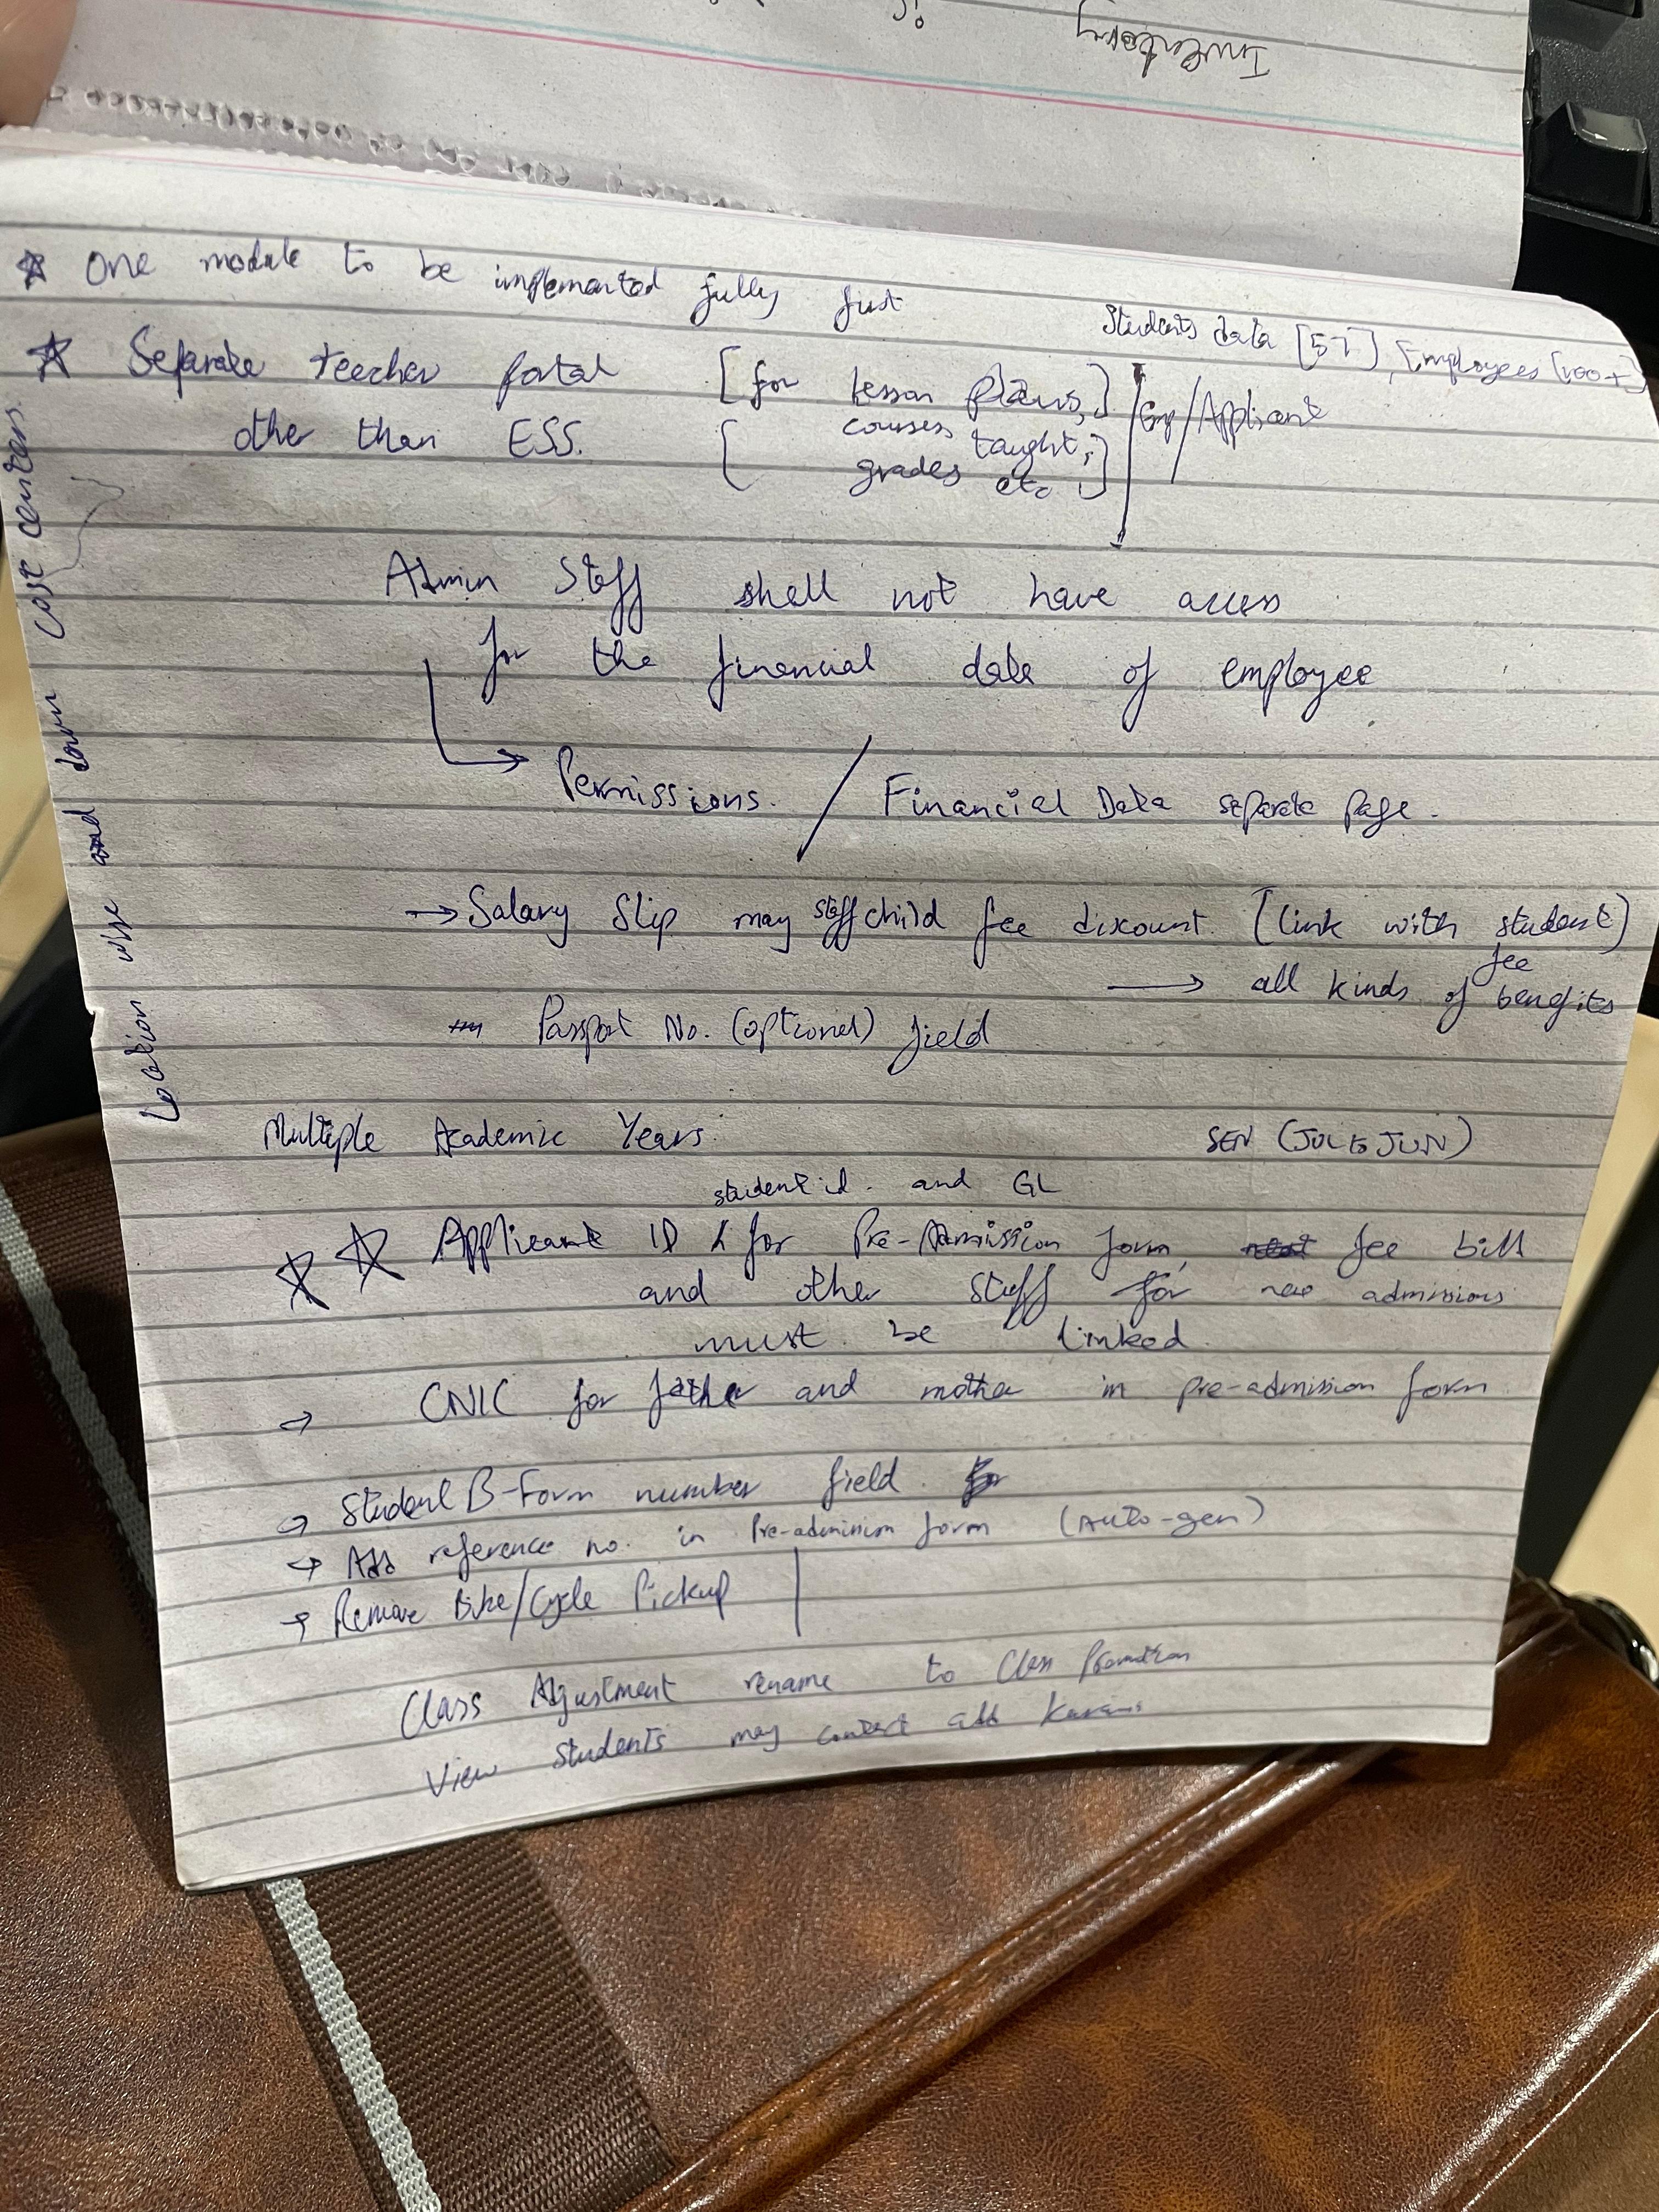 Inventory
☆ One module to be implemented fully first
Students data [57], Employees [100+]
☆ Separate teecher portal [for lesson plans,]
Emp/Applicant
other than ESS. [courses taught,
grades etc]
Admin Staff shall not have access
for the financial data of employee
→ Permissions. / Financial Data separate page.
→ Salary Slip may staff child fee discount. [link with student]
fee
→ all kinds of benefits
Passport No. (optional) field
Multiple Academic Years. (JUL to JUN)
student id. and GL
☆ ☆ Applicant ID for Pre-Admission form, fee bill
and other stuff for new admissions
must be linked.
→ CNIC for father and mother in pre-admission form
→ Student B-Form number field.
→ Add reference no. in Pre-admission form (Auto-gen)
→ Remove Bike/Cycle Pickup
Class Adjustment rename to Class Promotion
View students may
Location wise and down cost centers.